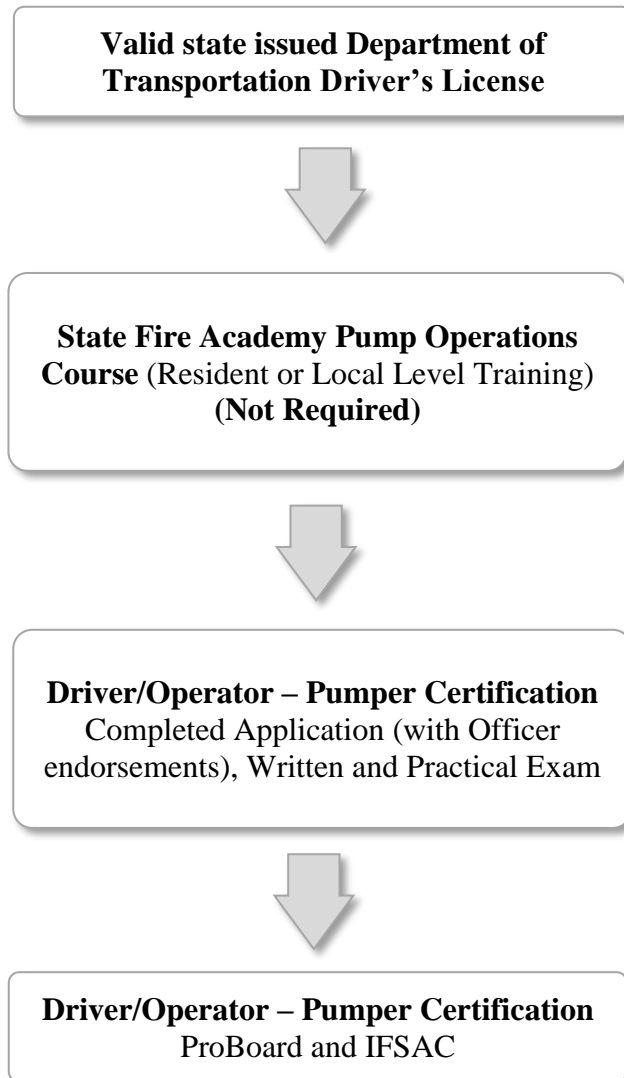 Valid state issued Department of
Transportation Driver’s License
State Fire Academy Pump Operations
Course (Resident or Local Level Training)
(Not Required)
Driver/Operator – Pumper Certification
Completed Application (with Officer
endorsements), Written and Practical Exam
Driver/Operator – Pumper Certification
ProBoard and IFSAC